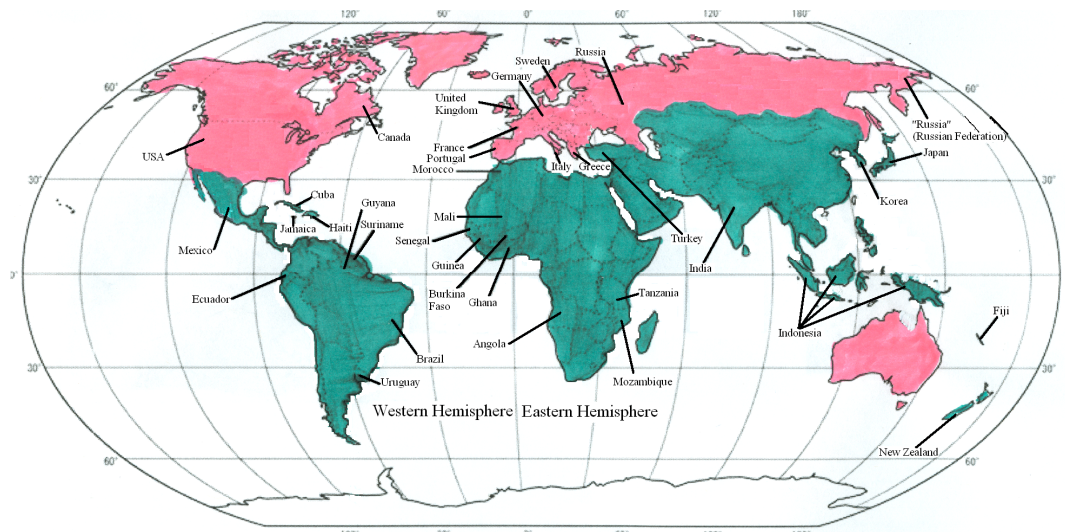 120° 60° 0° 60° 120° 180°
Sweden
Russia
Germany
60°
60°
United
Kingdom
"Russia"
(Russian Federation)
Canada
USA
France
Portugal
Morocco
Italy
Greece
Japan
30°
30°
Korea
Cuba
Guyana
Jamaica
Haiti
Suriname
Mali
Senegal
Turkey
Mexico
Guinea
India
0°
0°
Ecuador
Burkina
Faso
Ghana
Tanzania
Indonesia
Fiji
Angola
Brazil
30°
30°
Uruguay
Mozambique
Western Hemisphere Eastern Hemisphere
New Zealand
60°
60°